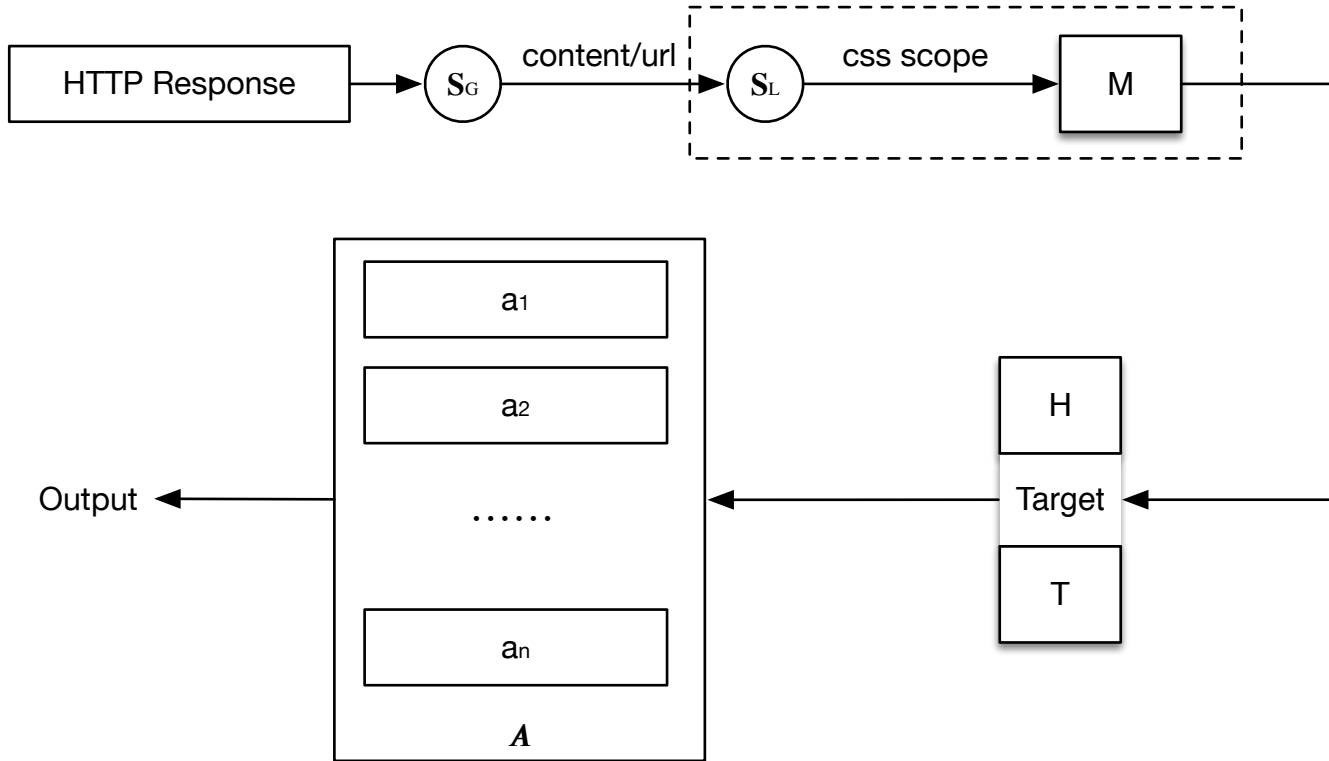 HTTP Response
SG
content/url
SL
css scope
M
a1
a2
......
an
A
H
Target
T
Output